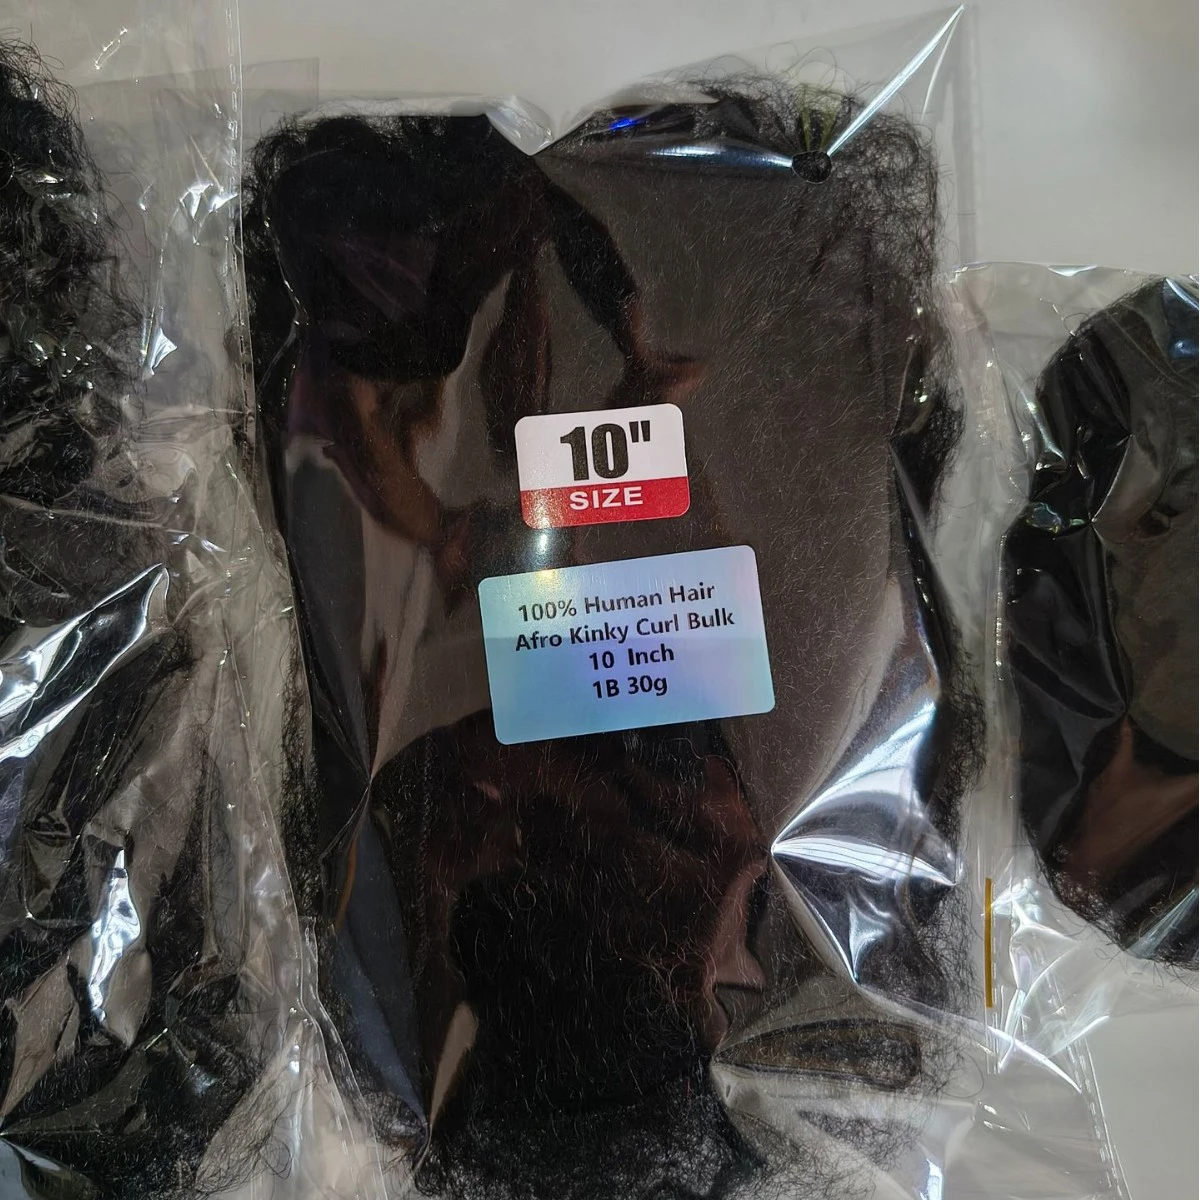 10"
SIZE
100% Human Hair
Afro Kinky Curl Bulk
10 Inch
1B 30g